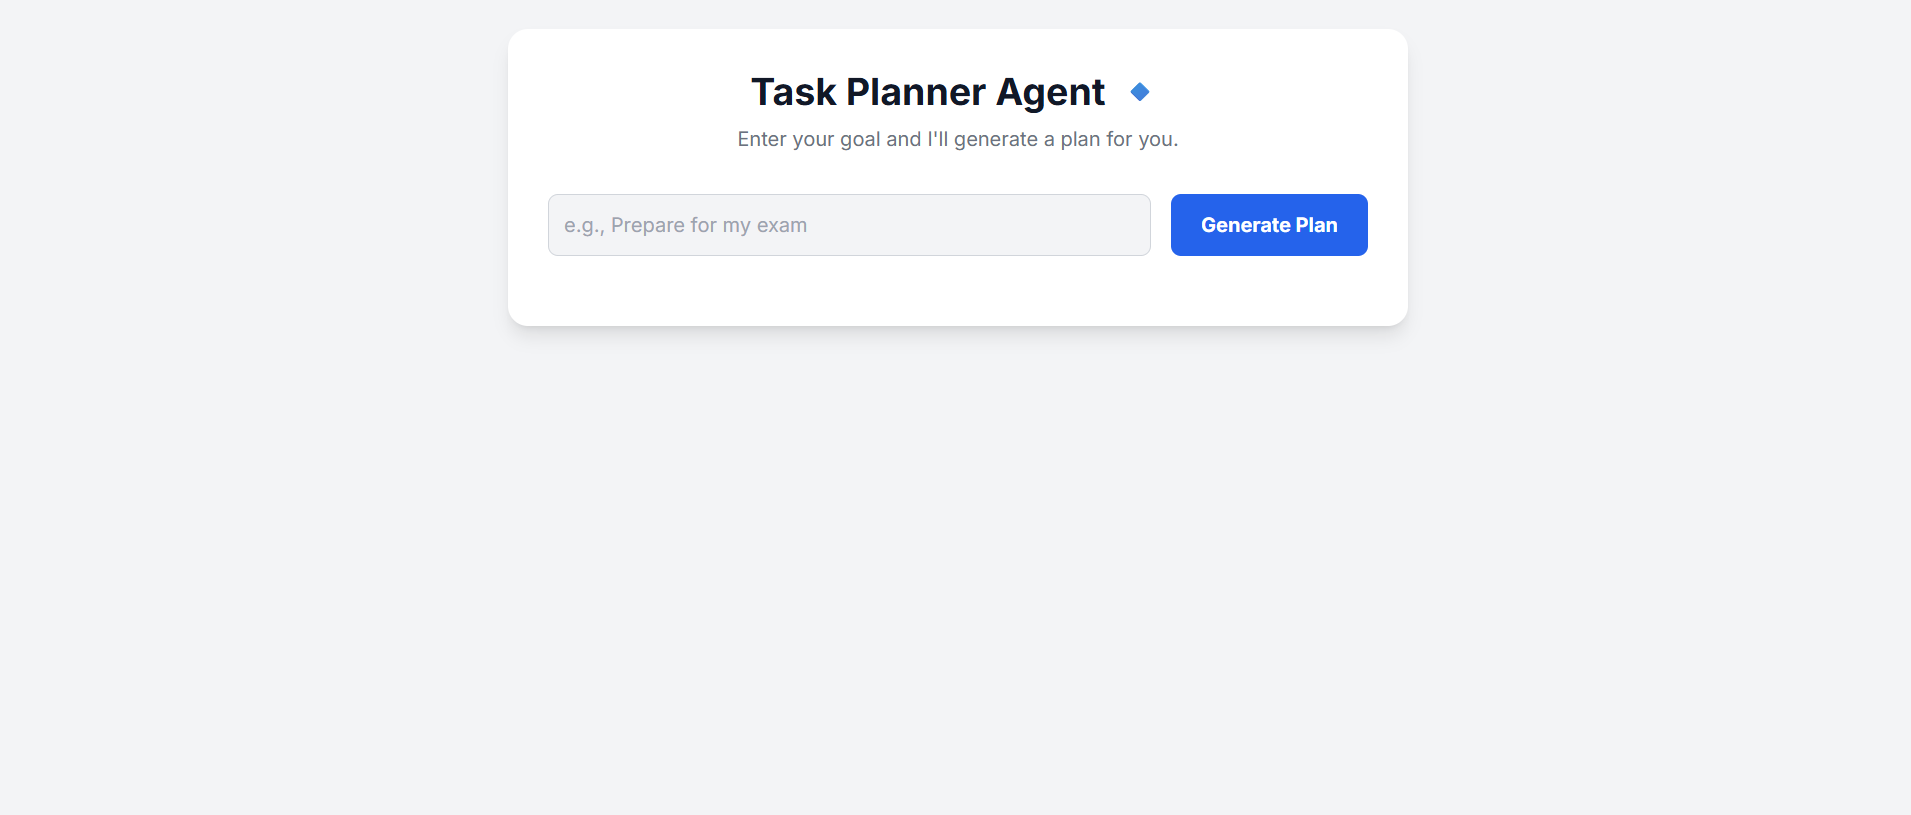 Task Planner Agent
Enter your goal and I'll generate a plan for you.
e.g., Prepare for my exam
Generate Plan